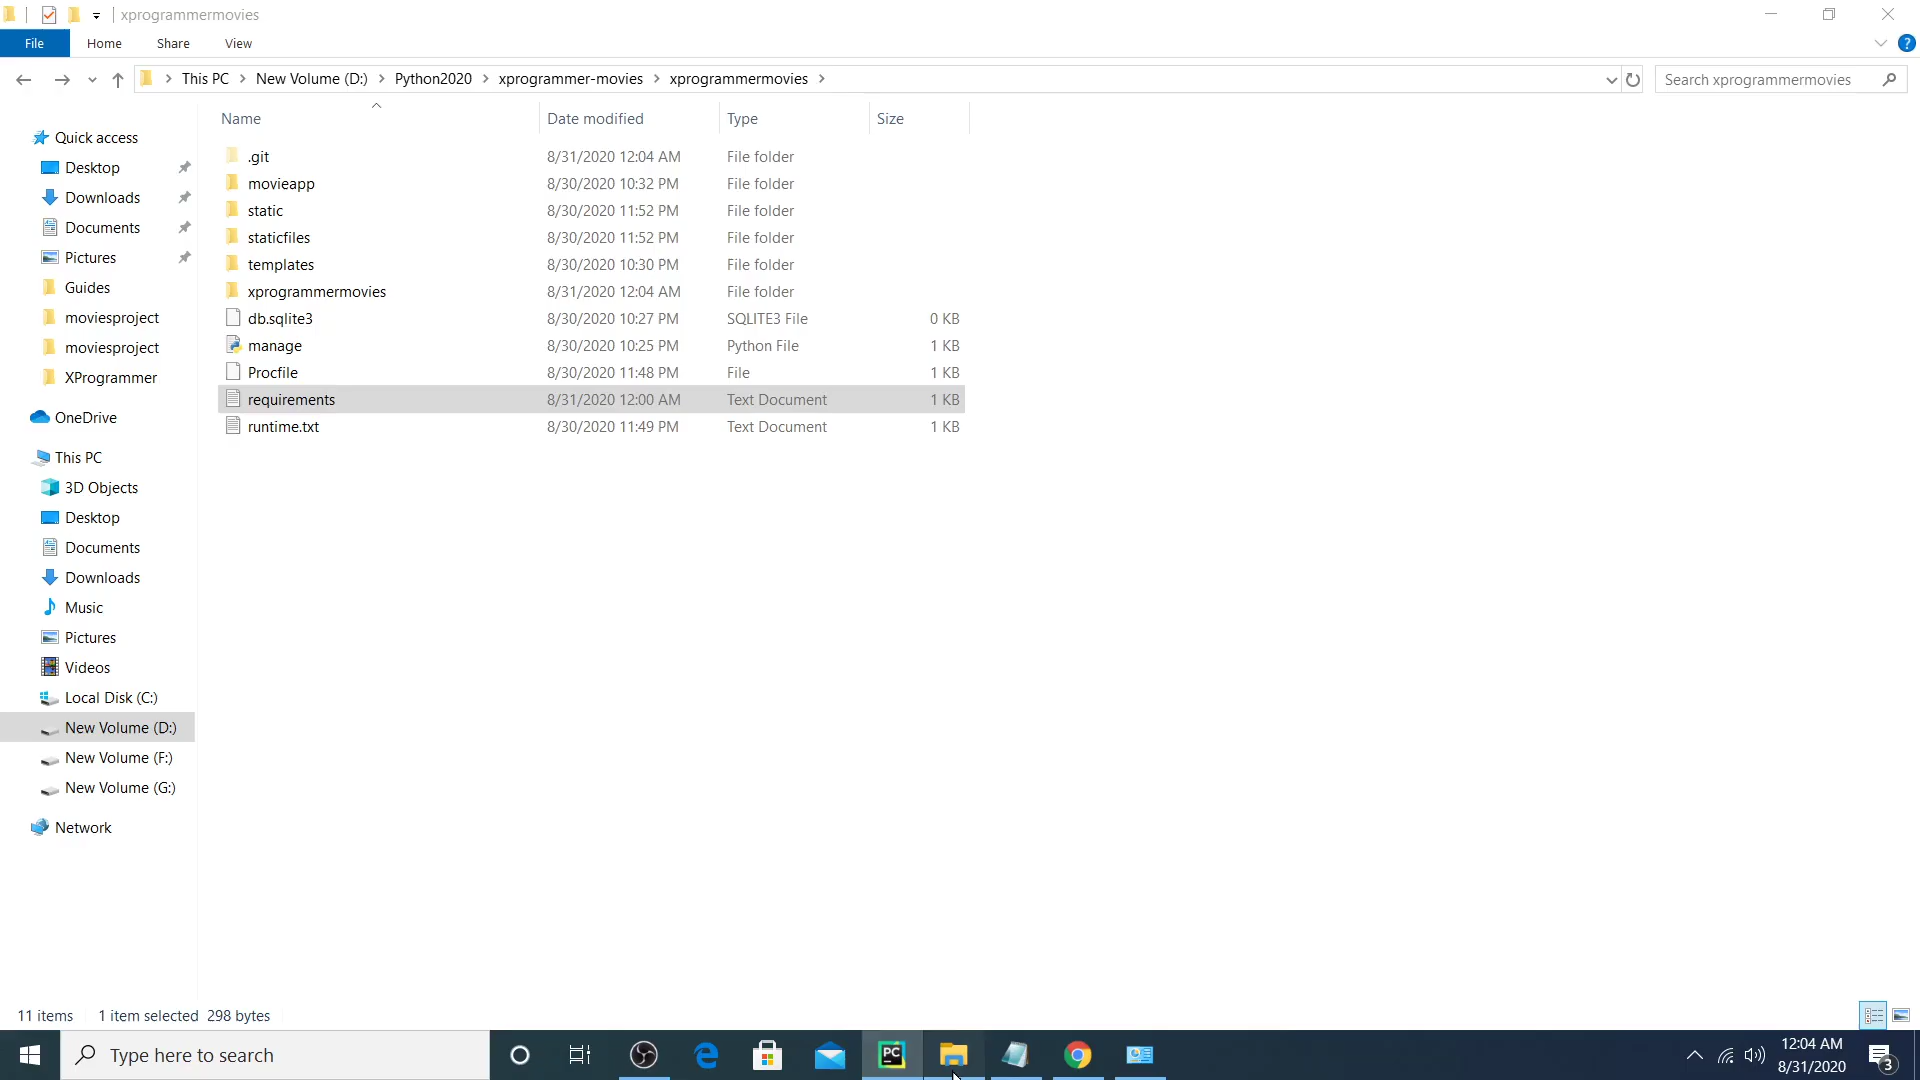 xprogrammermovies
File Home Share View
This PC New Volume (D:) Python2020 xprogrammer-movies xprogrammermovies
Search xprogrammermovies
Name Date modified Type Size
Quick access
Desktop
Downloads
Documents
Pictures
Guides
moviesproject
moviesproject
XProgrammer
OneDrive
This PC
3D Objects
Desktop
Documents
Downloads
Music
Pictures
Videos
Local Disk (C:)
New Volume (D:)
New Volume (F:)
New Volume (G:)
Network
.git 8/31/2020 12:04 AM File folder
movieapp 8/30/2020 10:32 PM File folder
static 8/30/2020 11:52 PM File folder
staticfiles 8/30/2020 11:52 PM File folder
templates 8/30/2020 10:30 PM File folder
xprogrammermovies 8/31/2020 12:04 AM File folder
db.sqlite3 8/30/2020 10:27 PM SQLITE3 File 0 KB
manage 8/30/2020 10:25 PM Python File 1 KB
Procfile 8/30/2020 11:48 PM File 1 KB
requirements 8/31/2020 12:00 AM Text Document 1 KB
runtime.txt 8/30/2020 11:49 PM Text Document 1 KB
11 items 1 item selected 298 bytes
Type here to search
PC
12:04 AM
8/31/2020
3